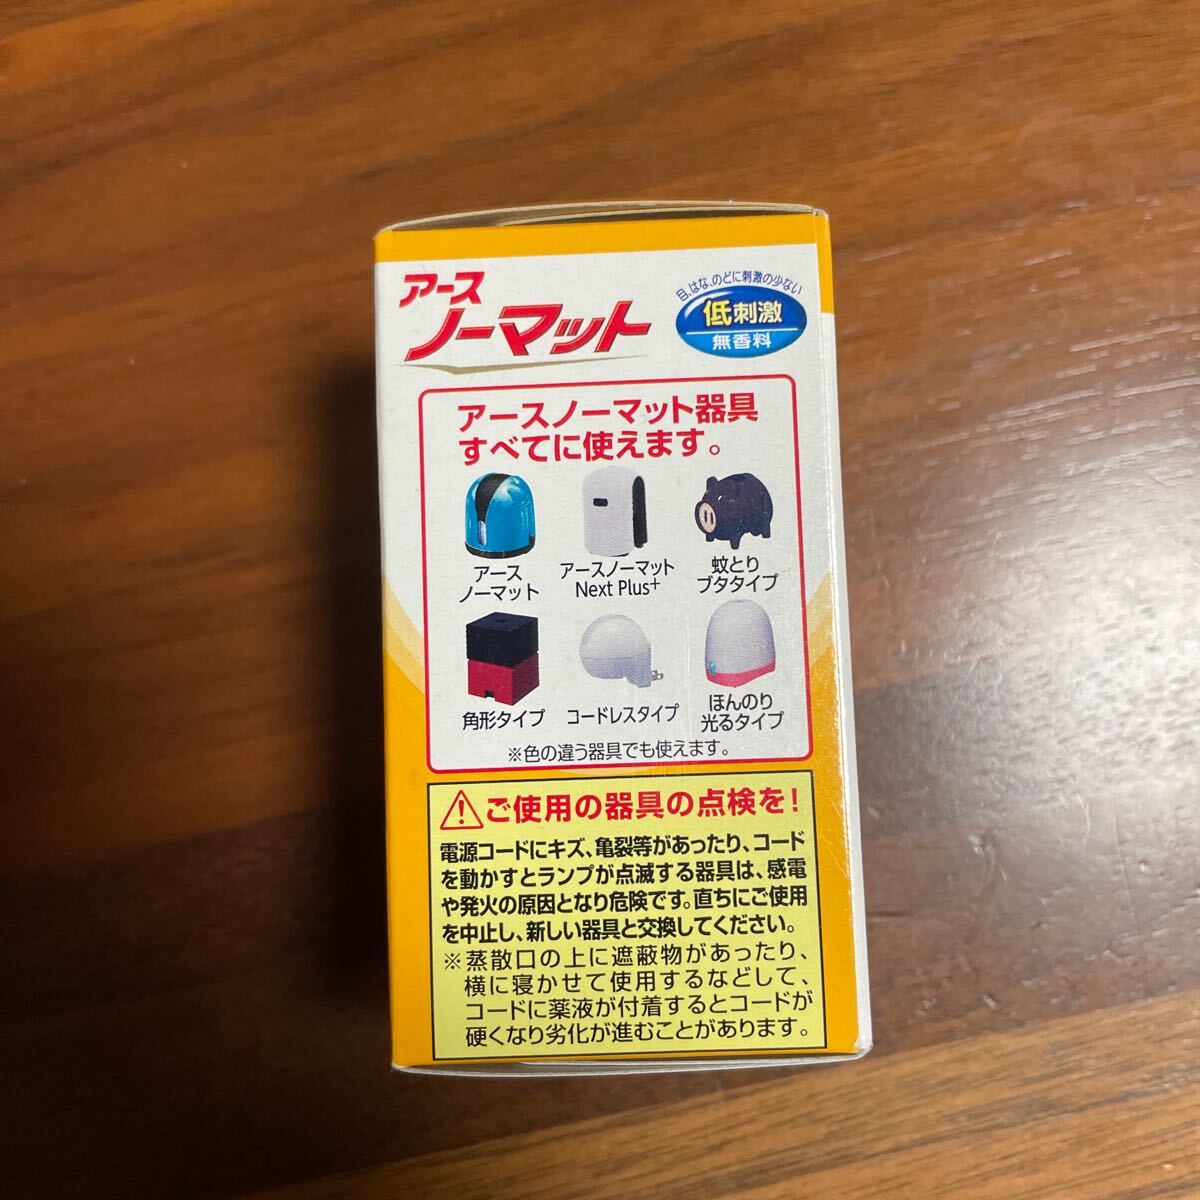 アース
ノーマット
目、はな、のどに刺激の少ない
低刺激
無香料
アースノーマット器具
すべてに使えます。
アース
ノーマット
アースノーマット
Next Plus+
蚊とり
ブタタイプ
角形タイプ
コードレスタイプ
ほんのり
光るタイプ
※色の違う器具でも使えます。
ご使用の器具の点検を!
電源コードにキズ、亀裂等があったり、コード
を動かすとランプが点滅する器具は、感電
や発火の原因となり危険です。直ちにご使用
を中止し、新しい器具と交換してください。
※蒸散口の上に遮蔽物があったり、
横に寝かせて使用するなどして、
コードに薬液が付着するとコードが
硬くなり劣化が進むことがあります。